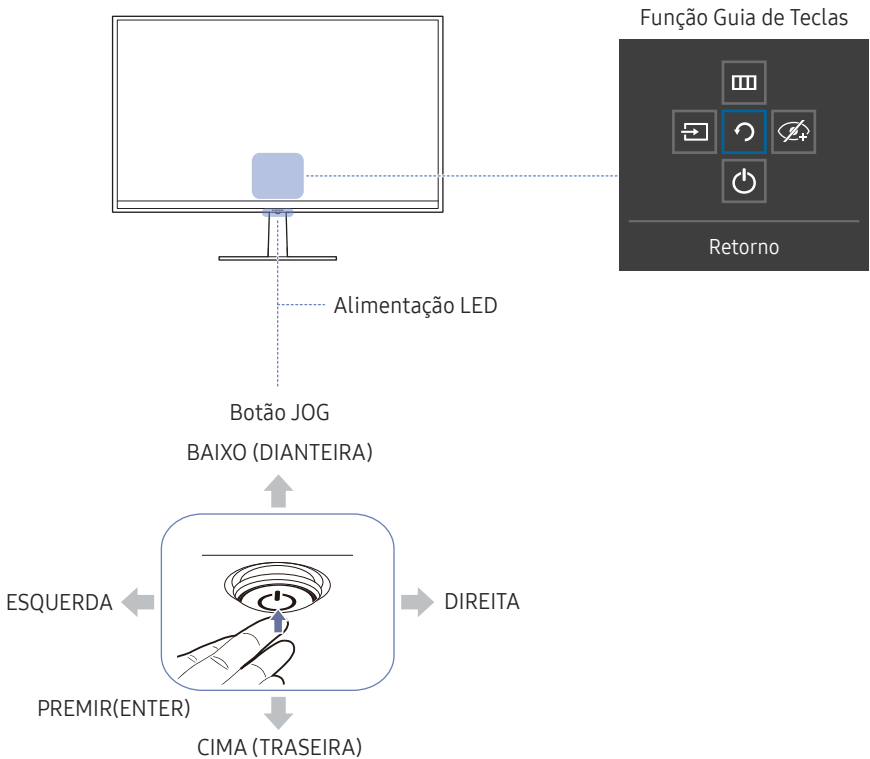 Função Guia de Teclas
Retorno
Alimentação LED
Botão JOG
BAIXO (DIANTEIRA)
ESQUERDA
DIREITA
PREMIR(ENTER)
CIMA (TRASEIRA)